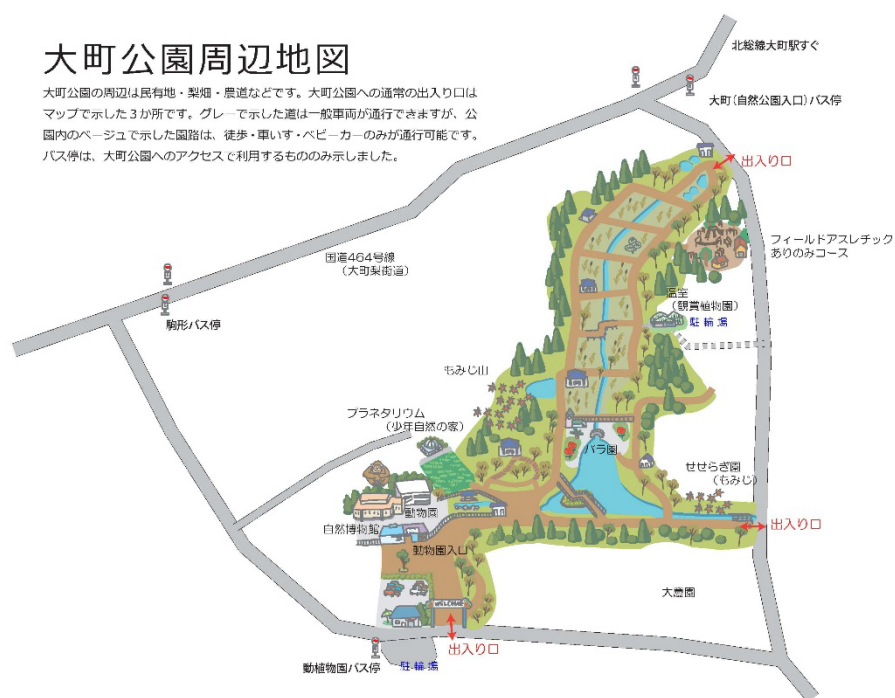 大町公園周辺地図
大町公園の周辺は民有地・梨畑・農道などです。大町公園への通常の出入り口は
マップで示した3か所です。グレーで示した道は一般車両が通行できますが、公
園内のベージュで示した園路は、徒歩・車いす・ベビーカーのみが通行可能です。
バス停は、大町公園へのアクセスで利用するもののみ示しました。
北総線大町駅すぐ
大町(自然公園入口)バス停
出入り口
国道464号線
(大町梨街道)
フィールドアスレチック
ありのみコース
温室
(観賞植物園)
駐輪場
駒形バス停
もみじ山
プラネタリウム
(少年自然の家)
バラ園
せせらぎ園
(もみじ)
動物園
自然博物館
動物園入口
出入り口
大豊園
WELCOME
出入り口
動植物園バス停
駐輪場